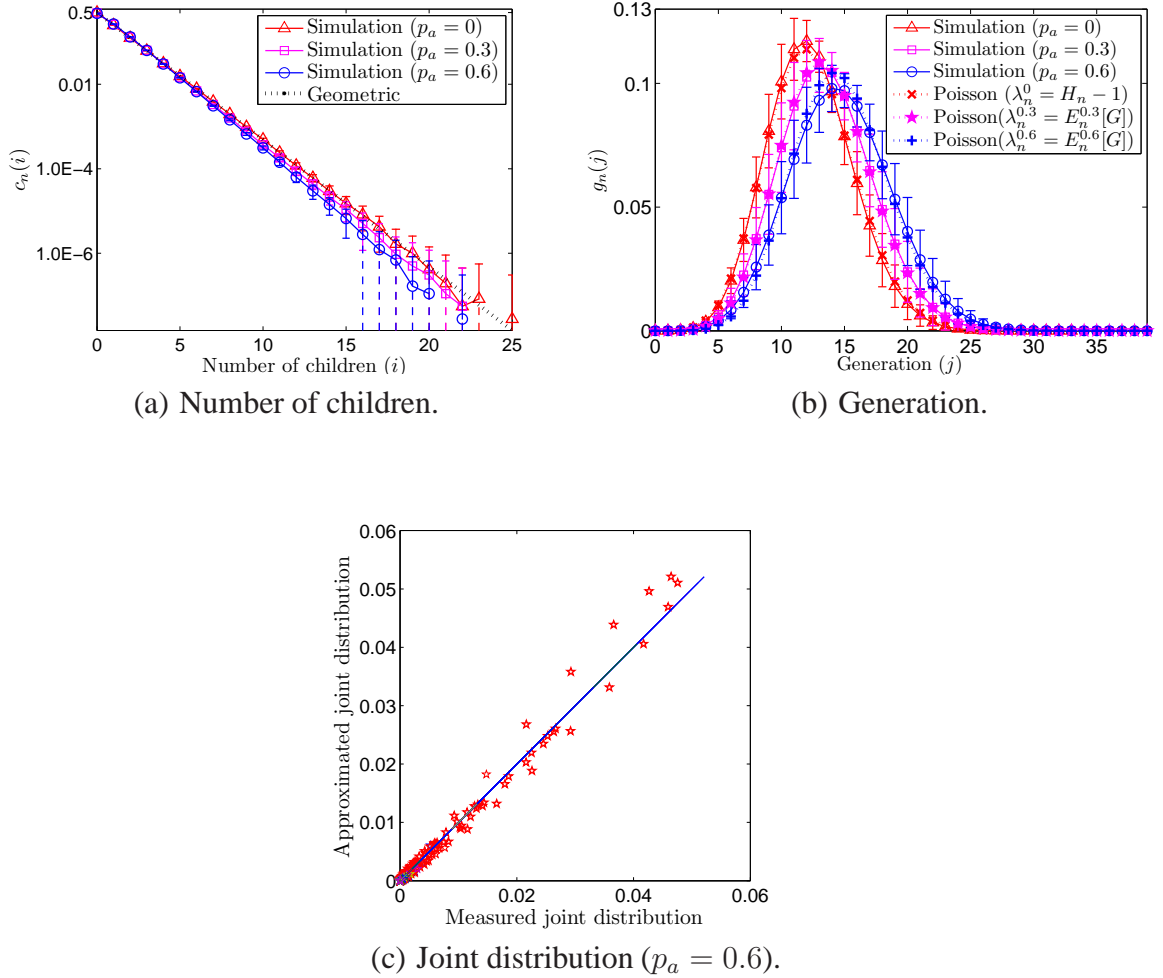 0.5
0.01
1.0E−4
1.0E−6
c_n(i)
Simulation (p_a = 0)
Simulation (p_a = 0.3)
Simulation (p_a = 0.6)
Geometric
0 5 10 15 20 25
Number of children (i)
(a) Number of children.
0.13
0.1
0.05
0
g_n(j)
Simulation (p_a = 0)
Simulation (p_a = 0.3)
Simulation (p_a = 0.6)
Poisson (λ_n^0 = H_n − 1)
Poisson(λ_n^{0.3} = E_n^{0.3}[G])
Poisson(λ_n^{0.6} = E_n^{0.6}[G])
0 5 10 15 20 25 30 35
Generation (j)
(b) Generation.
0.06
0.05
0.04
0.03
0.02
0.01
0
Approximated joint distribution
0 0.02 0.04 0.06
Measured joint distribution
(c) Joint distribution (p_a = 0.6).